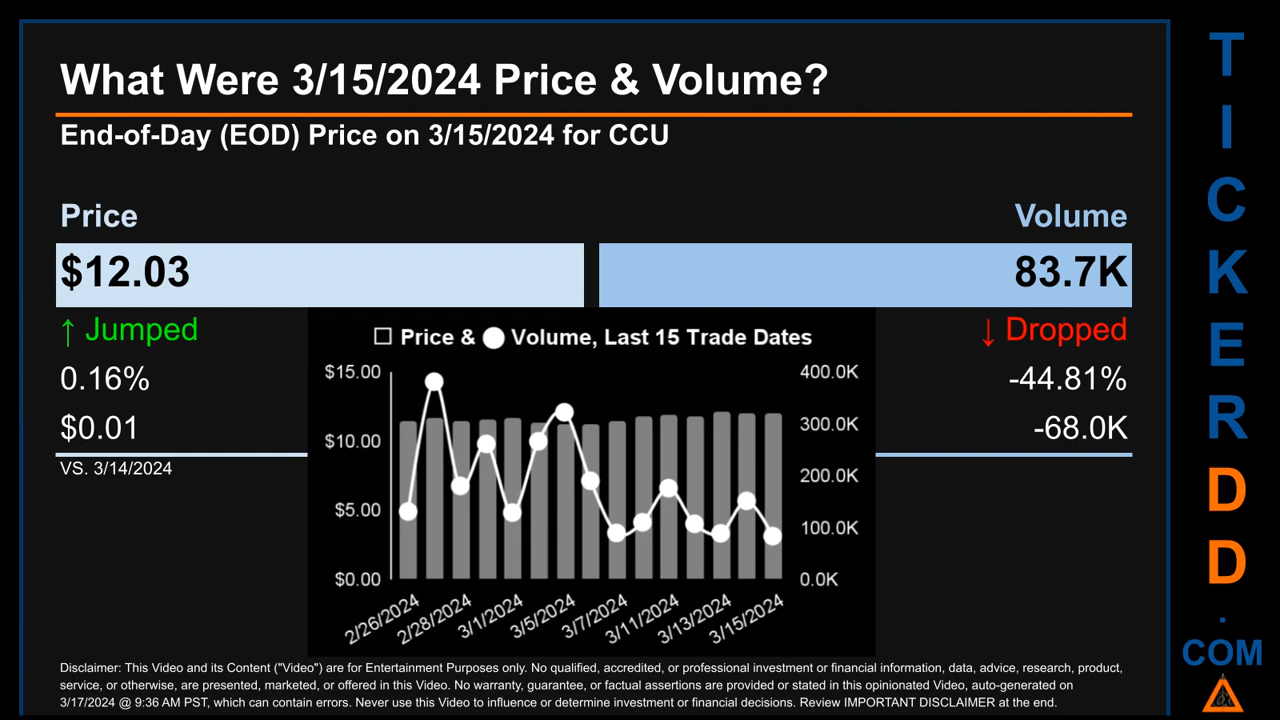 What Were 3/15/2024 Price & Volume?
End-of-Day (EOD) Price on 3/15/2024 for CCU
Price
Volume
$12.03
83.7K
↑ Jumped
↓ Dropped
0.16%
-44.81%
$0.01
-68.0K
VS. 3/14/2024
Price & Volume, Last 15 Trade Dates
$15.00
$10.00
$5.00
$0.00
400.0K
300.0K
200.0K
100.0K
0.0K
2/26/2024
2/28/2024
3/1/2024
3/5/2024
3/7/2024
3/11/2024
3/13/2024
3/15/2024
Disclaimer: This Video and its Content ("Video") are for Entertainment Purposes only. No qualified, accredited, or professional investment or financial information, data, advice, research, product,
service, or otherwise, are presented, marketed, or offered in this Video. No warranty, guarantee, or factual assertions are provided or stated in this opinionated Video, auto-generated on
3/17/2024 @ 9:36 AM PST, which can contain errors. Never use this Video to influence or determine investment or financial decisions. Review IMPORTANT DISCLAIMER at the end.
T
I
C
K
E
R
D
D
.
COM